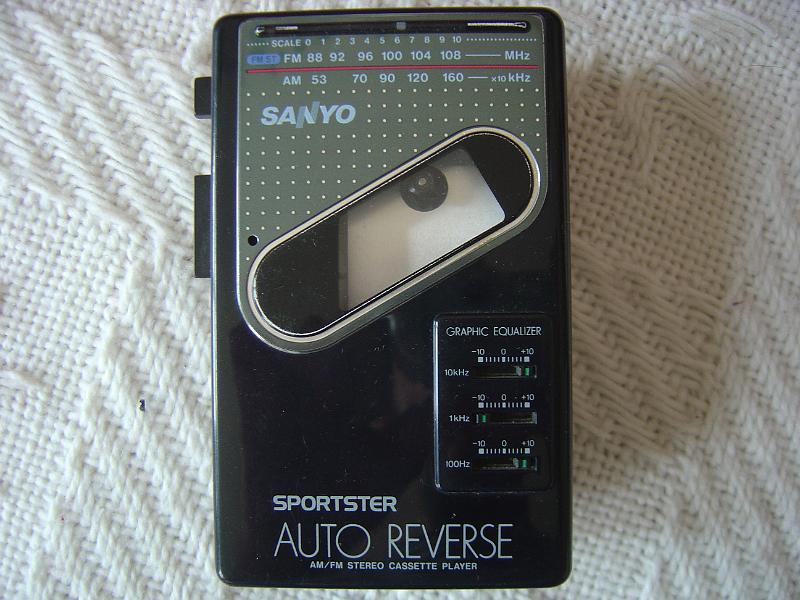 SCALE 0 1 2 3 4 5 6 7 8 9 10
FM ST FM 88 92 96 100 104 108 MHz
AM 53 70 90 120 160 ×10 kHz
SANYO
GRAPHIC EQUALIZER
-10 0 +10
10kHz
-10 0 +10
1kHz
-10 0 +10
100Hz
SPORTSTER
AUTO REVERSE
AM/FM STEREO CASSETTE PLAYER